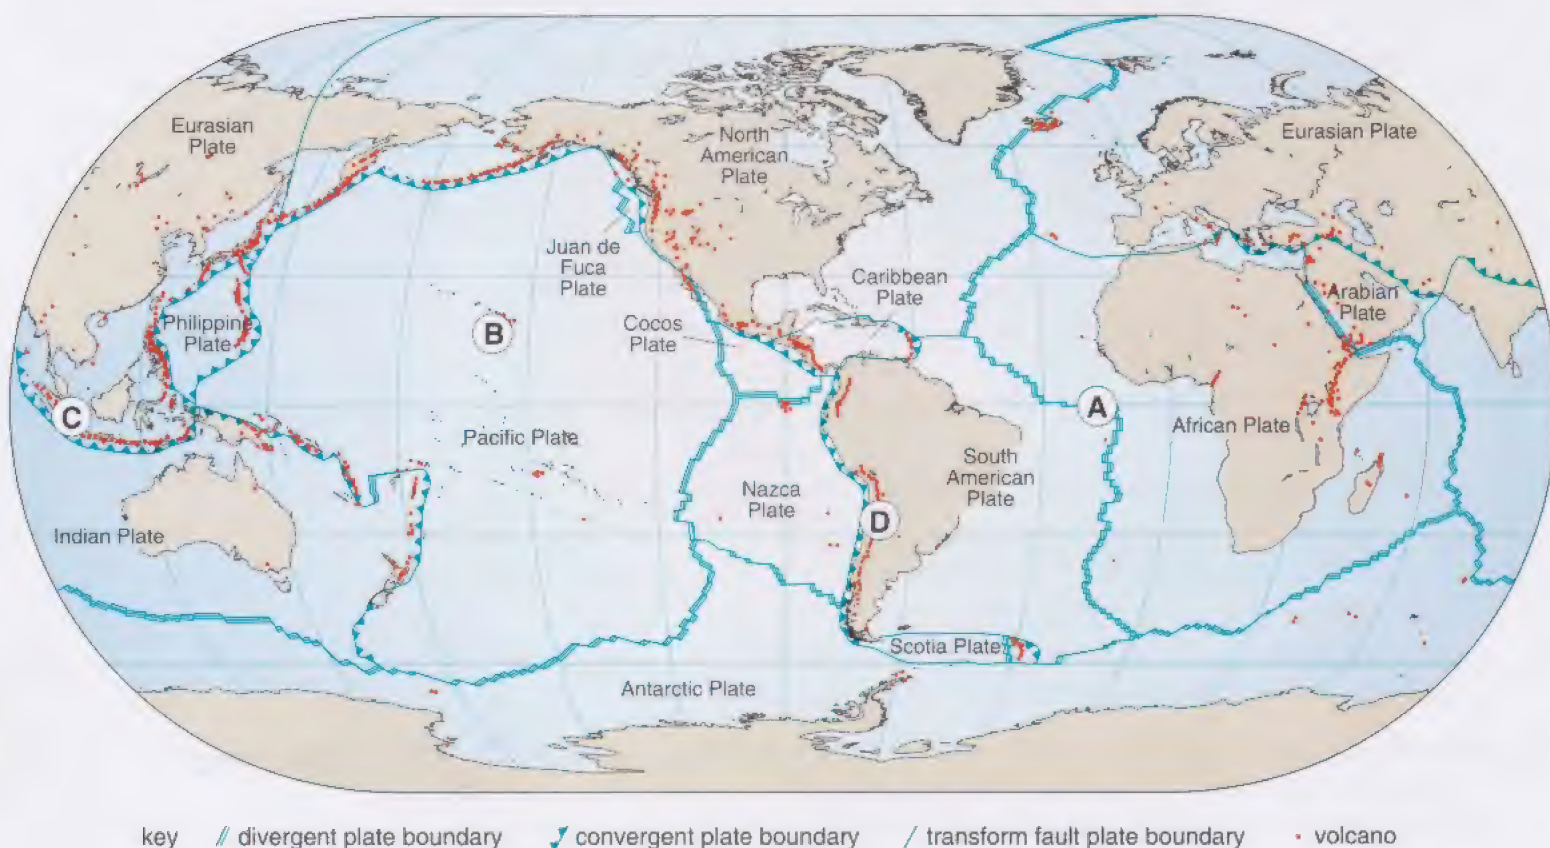 Eurasian
Plate
North
American
Plate
Eurasian Plate
Juan de
Fuca
Plate
Caribbean
Plate
Arabian
Plate
Philippine
Plate
Cocos
Plate
B
C
A
Pacific Plate
African Plate
South
American
Plate
Nazca
Plate
D
Indian Plate
Scotia Plate
Antarctic Plate
key divergent plate boundary convergent plate boundary transform fault plate boundary volcano